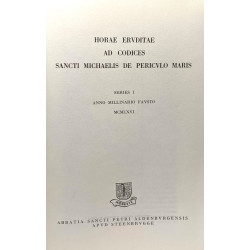 HORAE ERVDITAE
AD CODICES
SANCTI MICHAELIS DE PERICVLO MARIS
SERIES I
ANNO MILLINARIO FAVSTO
MCMLXVI
ABBATIA SANCTI PETRI ALDENBVRGENSIS
APVD STEENBRVGGE